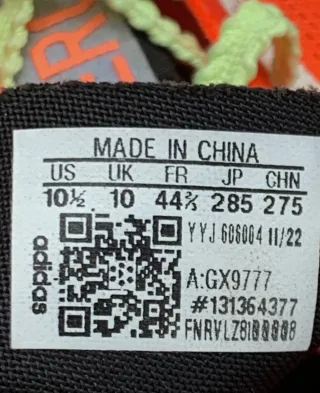 MADE IN CHINA
US UK FR JP CHN
10½ 10 44⅔ 285 275
adidas
YYJ 606004 11/22
A:GX9777
#131364377